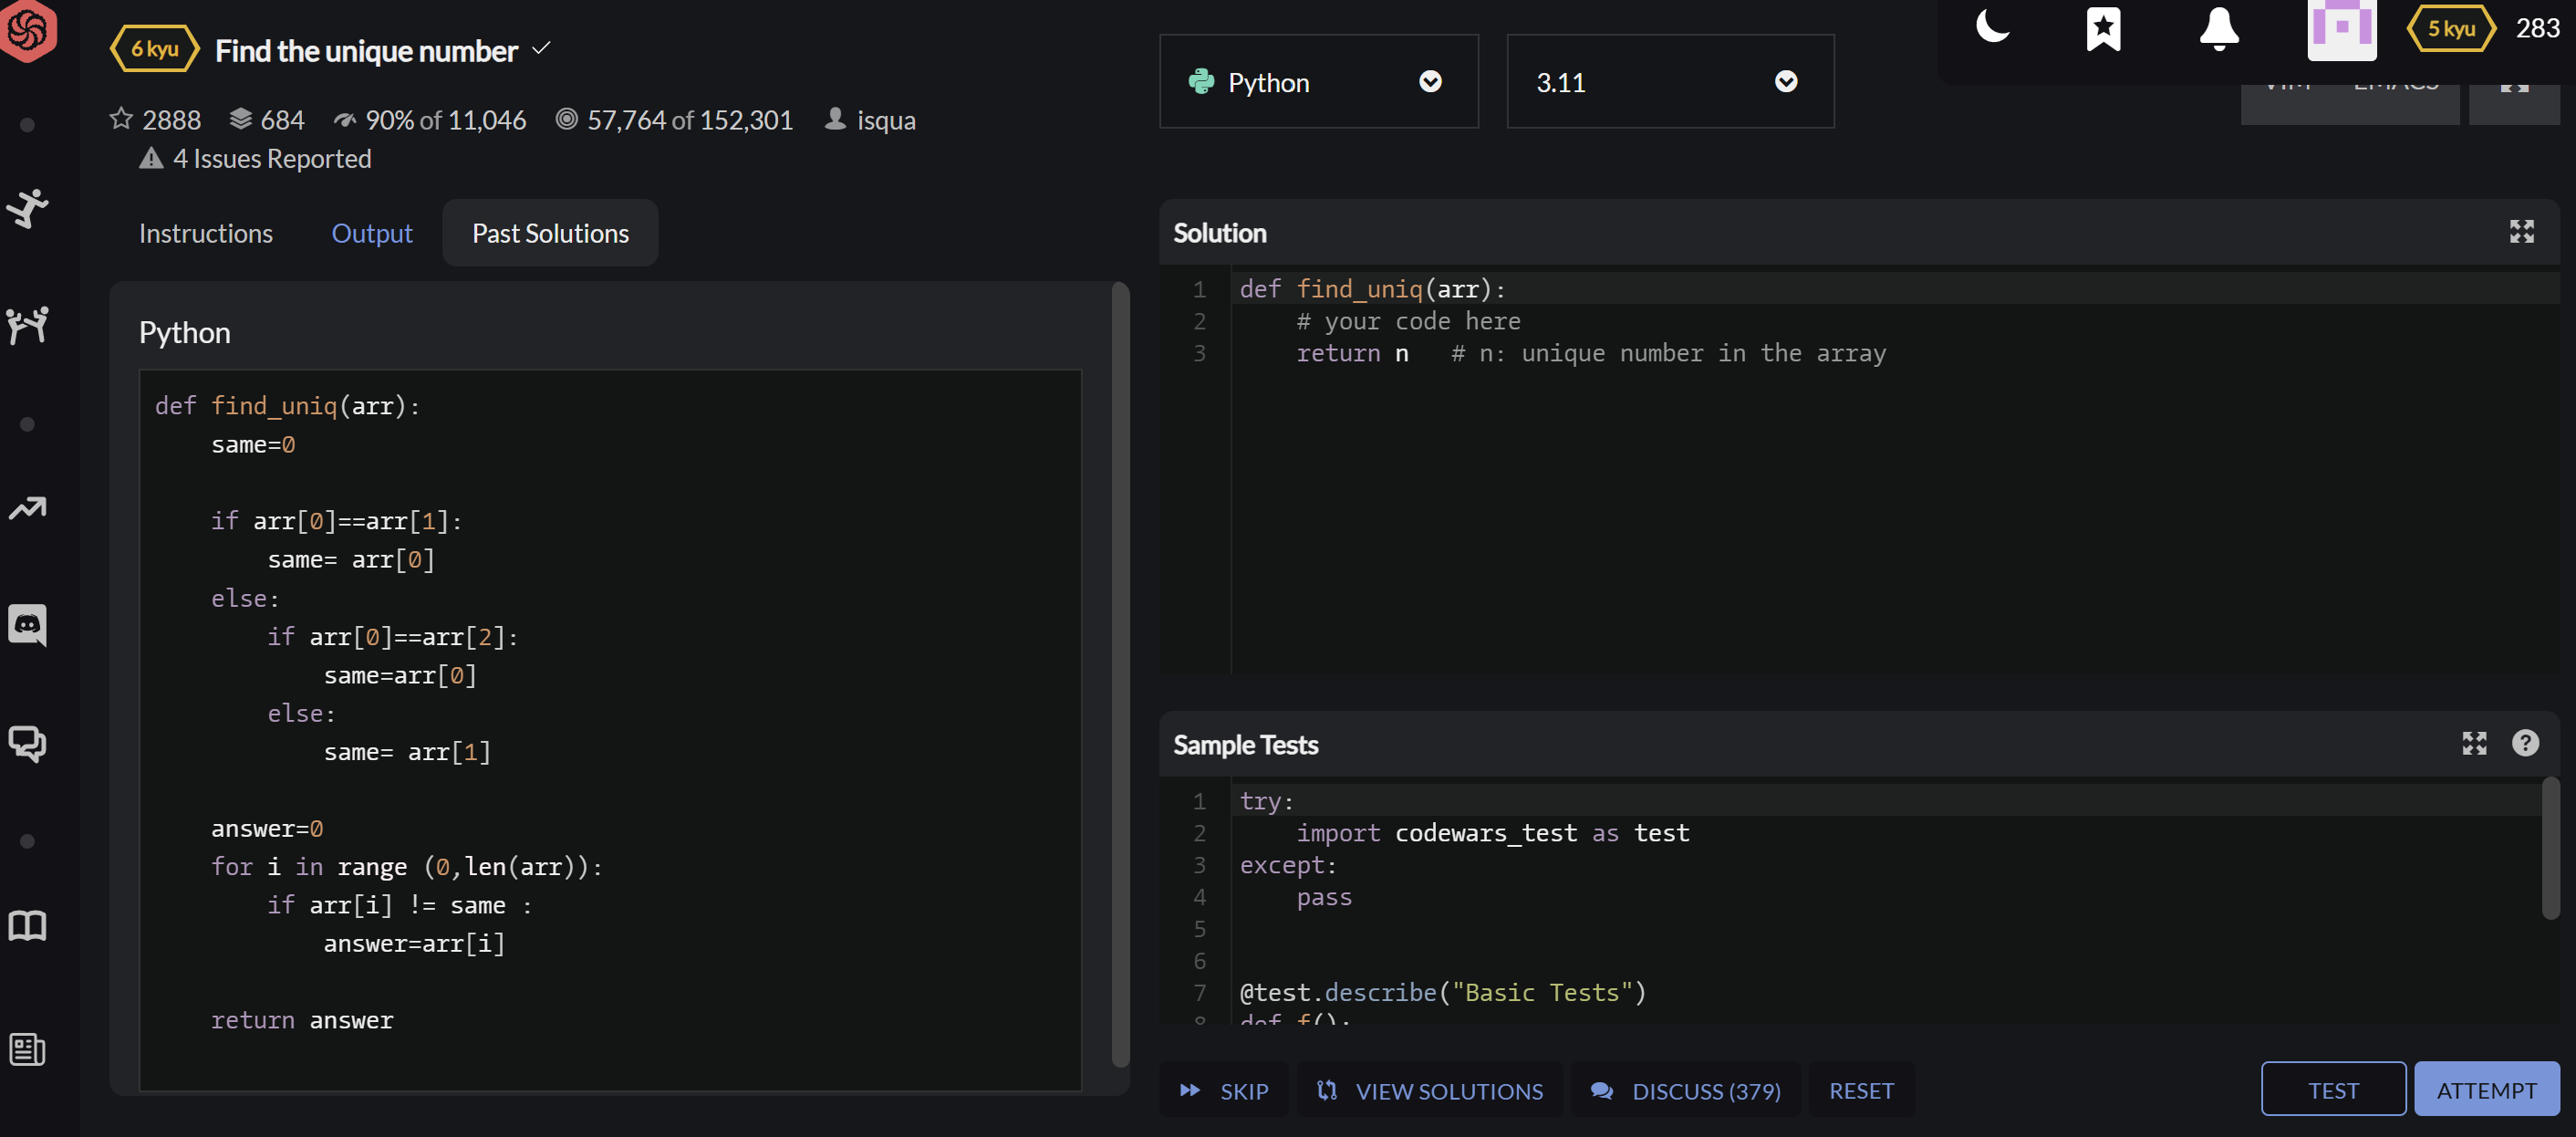 6 kyu Find the unique number
2888 684 90% of 11,046 57,764 of 152,301 isqua
4 Issues Reported
Instructions Output Past Solutions
Python
def find_uniq(arr):
    same=0
    if arr[0]==arr[1]:
        same= arr[0]
    else:
        if arr[0]==arr[2]:
            same=arr[0]
        else:
            same= arr[1]
    answer=0
    for i in range (0,len(arr)):
        if arr[i] != same :
            answer=arr[i]
    return answer
Python 3.11
5 kyu 283
VIM EMACS
Solution
1 def find_uniq(arr):
2     # your code here
3     return n   # n: unique number in the array
Sample Tests
1 try:
2     import codewars_test as test
3 except:
4     pass
5
6
7 @test.describe("Basic Tests")
8 def f():
SKIP VIEW SOLUTIONS DISCUSS (379) RESET TEST ATTEMPT